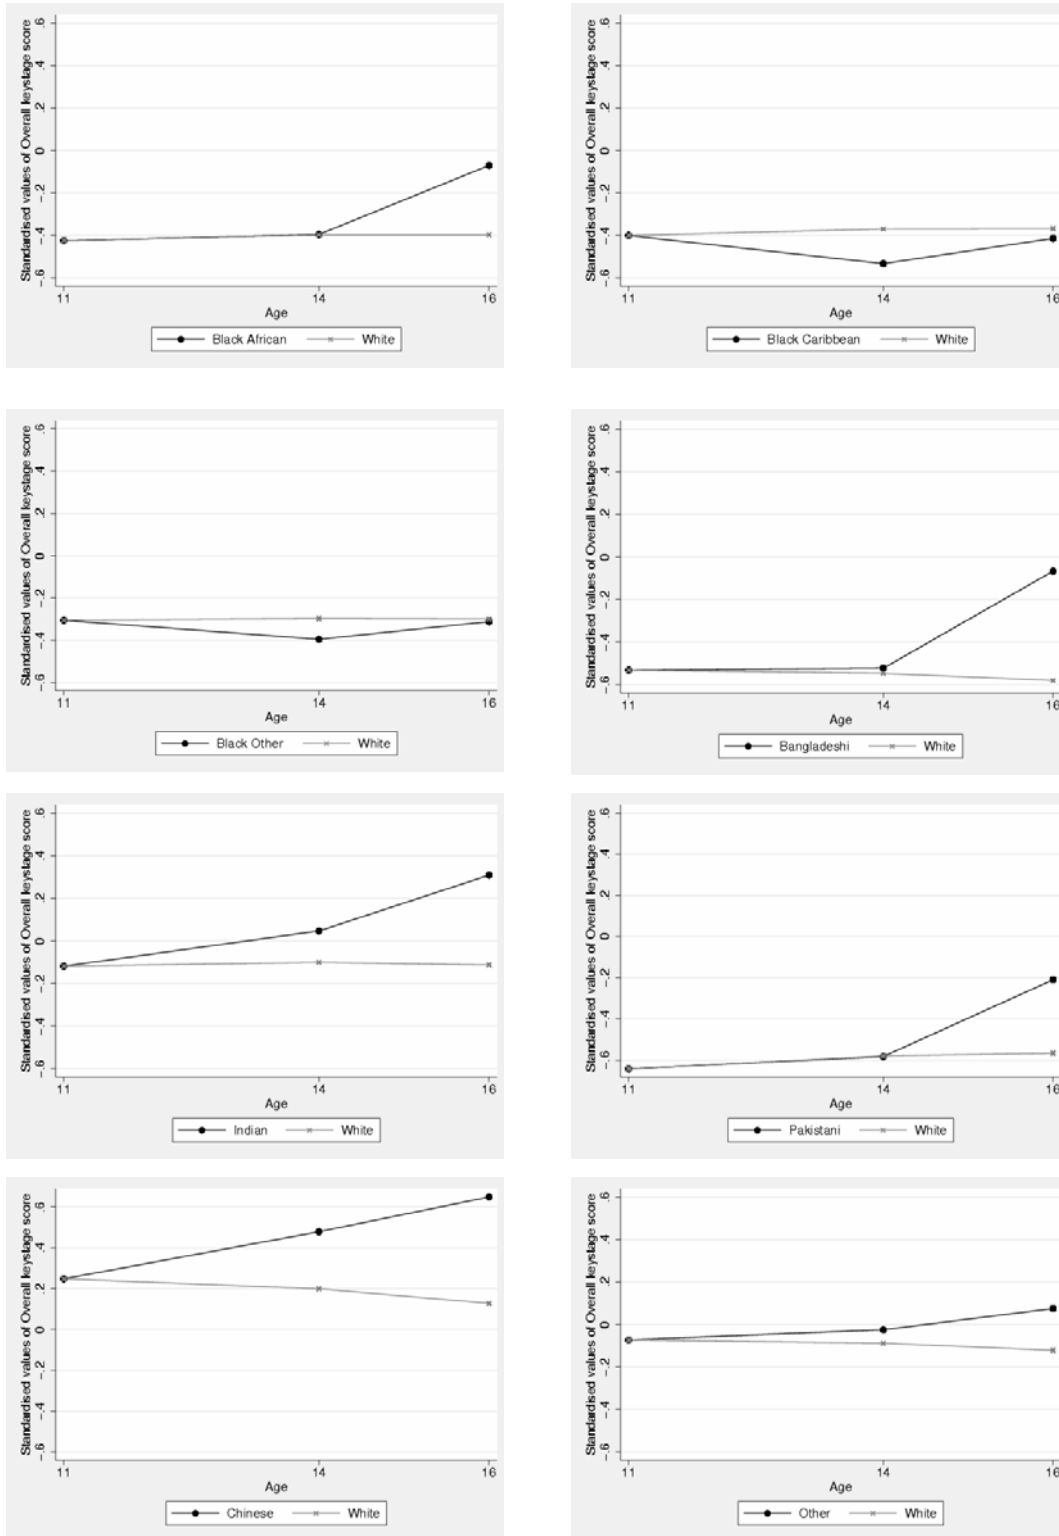 Standardised values of Overall keystage score
.6
.4
.2
0
-.2
-.4
-.6
11 14 16
Age
Black African White
Standardised values of Overall keystage score
.6
.4
.2
0
-.2
-.4
-.6
11 14 16
Age
Black Caribbean White
Standardised values of Overall keystage score
.6
.4
.2
0
-.2
-.4
-.6
11 14 16
Age
Black Other White
Standardised values of Overall keystage score
.6
.4
.2
0
-.2
-.4
-.6
11 14 16
Age
Bangladeshi White
Standardised values of Overall keystage score
.6
.4
.2
0
-.2
-.4
-.6
11 14 16
Age
Indian White
Standardised values of Overall keystage score
.6
.4
.2
0
-.2
-.4
-.6
11 14 16
Age
Pakistani White
Standardised values of Overall keystage score
.6
.4
.2
0
-.2
-.4
-.6
11 14 16
Age
Chinese White
Standardised values of Overall keystage score
.6
.4
.2
0
-.2
-.4
-.6
11 14 16
Age
Other White